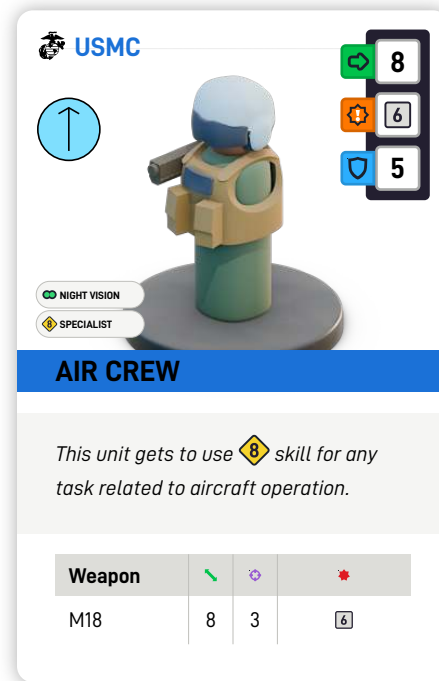 USMC
8
6
5
NIGHT VISION
8 SPECIALIST
AIR CREW
This unit gets to use 8 skill for any
task related to aircraft operation.
Weapon
M18 8 3 6